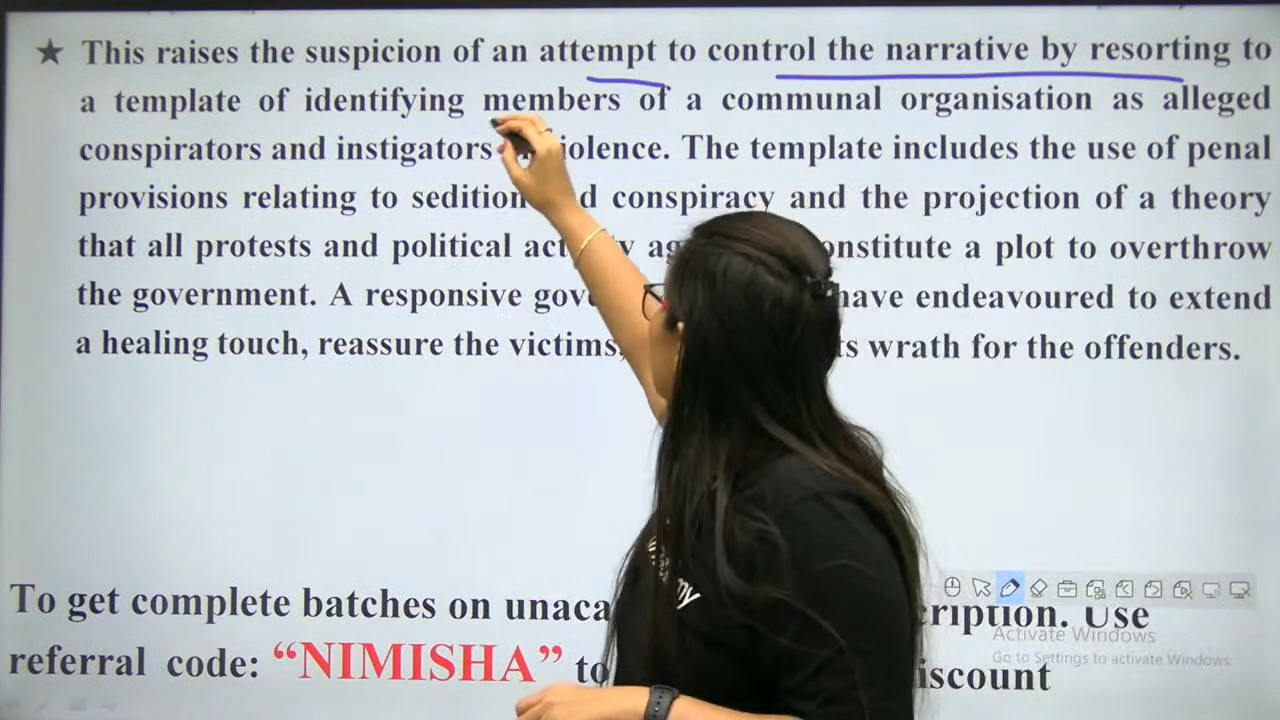 ★ This raises the suspicion of an attempt to control the narrative by resorting to
a template of identifying members of a communal organisation as alleged
conspirators and instigators violence. The template includes the use of penal
provisions relating to sedition and conspiracy and the projection of a theory
that all protests and political constitute a plot to overthrow
the government. A responsive have endeavoured to extend
a healing touch, reassure the victims, wrath for the offenders.
To get complete batches on Use
referral code: “NIMISHA” to discount
Activate Windows
Go to Settings to activate Windows.